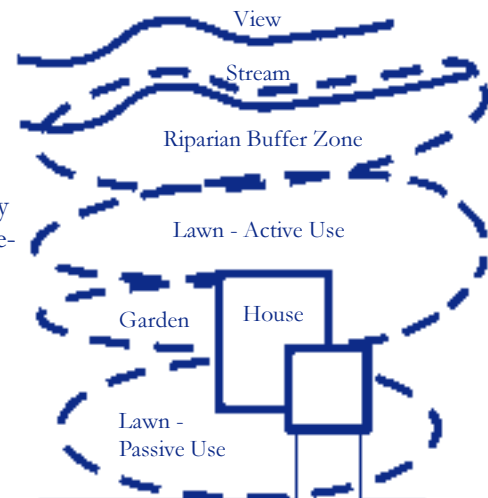 View
Stream
Riparian Buffer Zone
y
Lawn - Active Use
e-
Garden
House
Lawn -
Passive Use